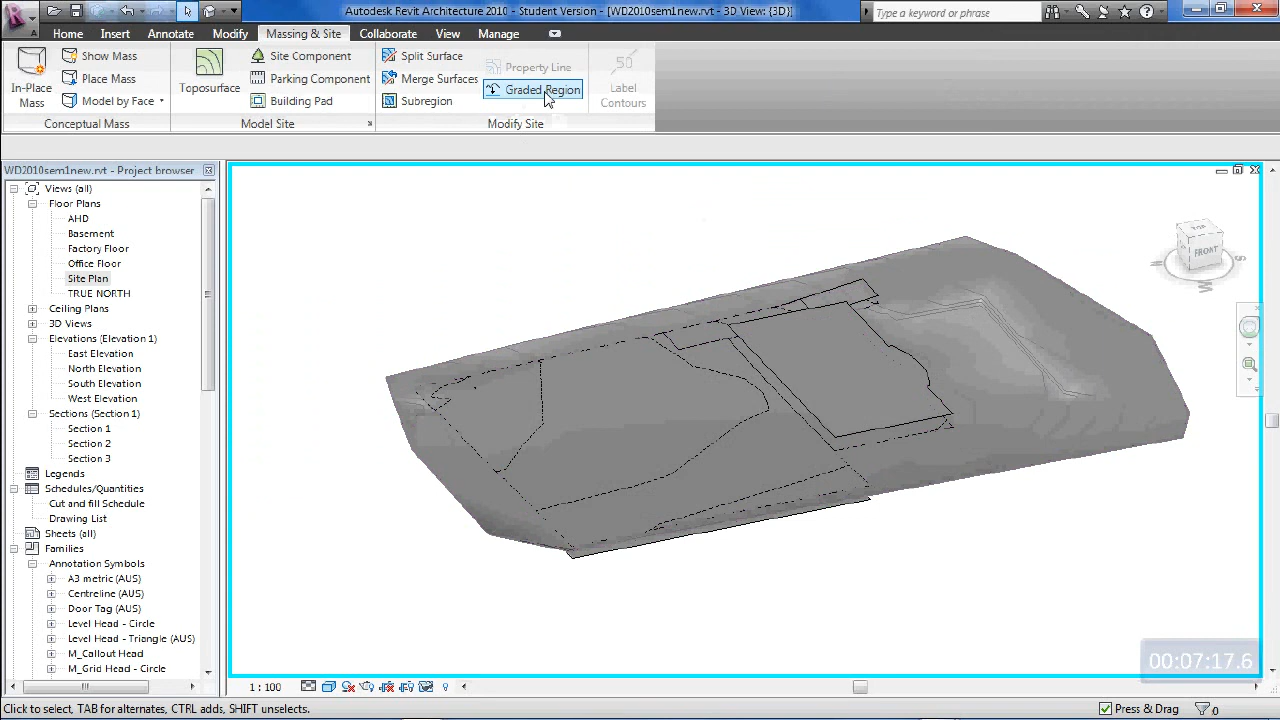 Autodesk Revit Architecture 2010 - Student Version - [WD2010sem1new.rvt - 3D View: {3D}]
Type a keyword or phrase
Home Insert Annotate Modify Massing & Site Collaborate View Manage
In-Place Mass
Show Mass
Place Mass
Model by Face
Conceptual Mass
Toposurface
Site Component
Parking Component
Building Pad
Model Site
Split Surface
Merge Surfaces
Subregion
Property Line
Graded Region
Modify Site
50
Label Contours
WD2010sem1new.rvt - Project browser
Views (all)
Floor Plans
AHD
Basement
Factory Floor
Office Floor
Site Plan
TRUE NORTH
Ceiling Plans
3D Views
Elevations (Elevation 1)
East Elevation
North Elevation
South Elevation
West Elevation
Sections (Section 1)
Section 1
Section 2
Section 3
Legends
Schedules/Quantities
Cut and fill Schedule
Drawing List
Sheets (all)
Families
Annotation Symbols
A3 metric (AUS)
Centreline (AUS)
Door Tag (AUS)
Level Head - Circle
Level Head - Triangle (AUS)
M_Callout Head
M_Grid Head - Circle
TOP
FRONT
S
W
00:07:17.6
1 : 100
Click to select, TAB for alternates, CTRL adds, SHIFT unselects.
Press & Drag
:0